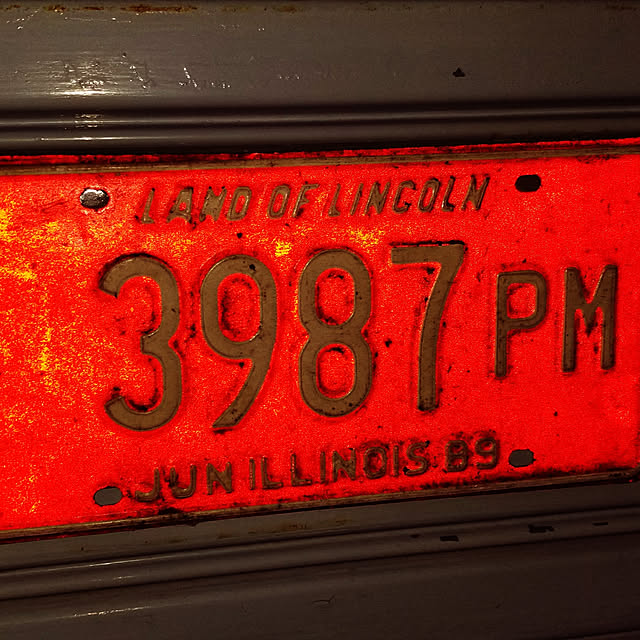 LAND OF LINCOLN
3987 PM
JUN ILLINOIS 89